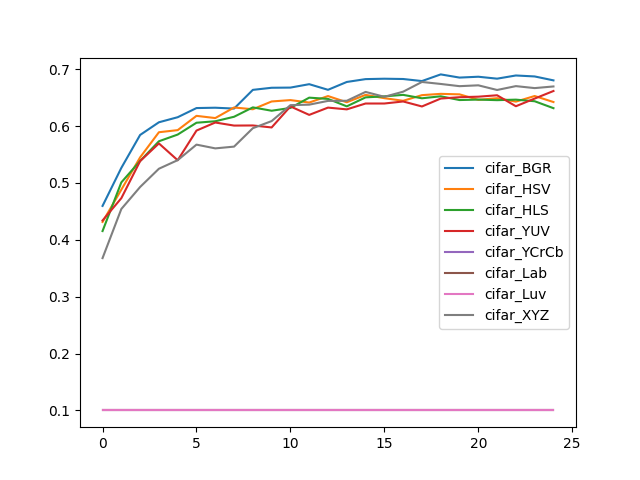 0.7
0.6
0.5
0.4
0.3
0.2
0.1
cifar_BGR
cifar_HSV
cifar_HLS
cifar_YUV
cifar_YCrCb
cifar_Lab
cifar_Luv
cifar_XYZ
0 5 10 15 20 25